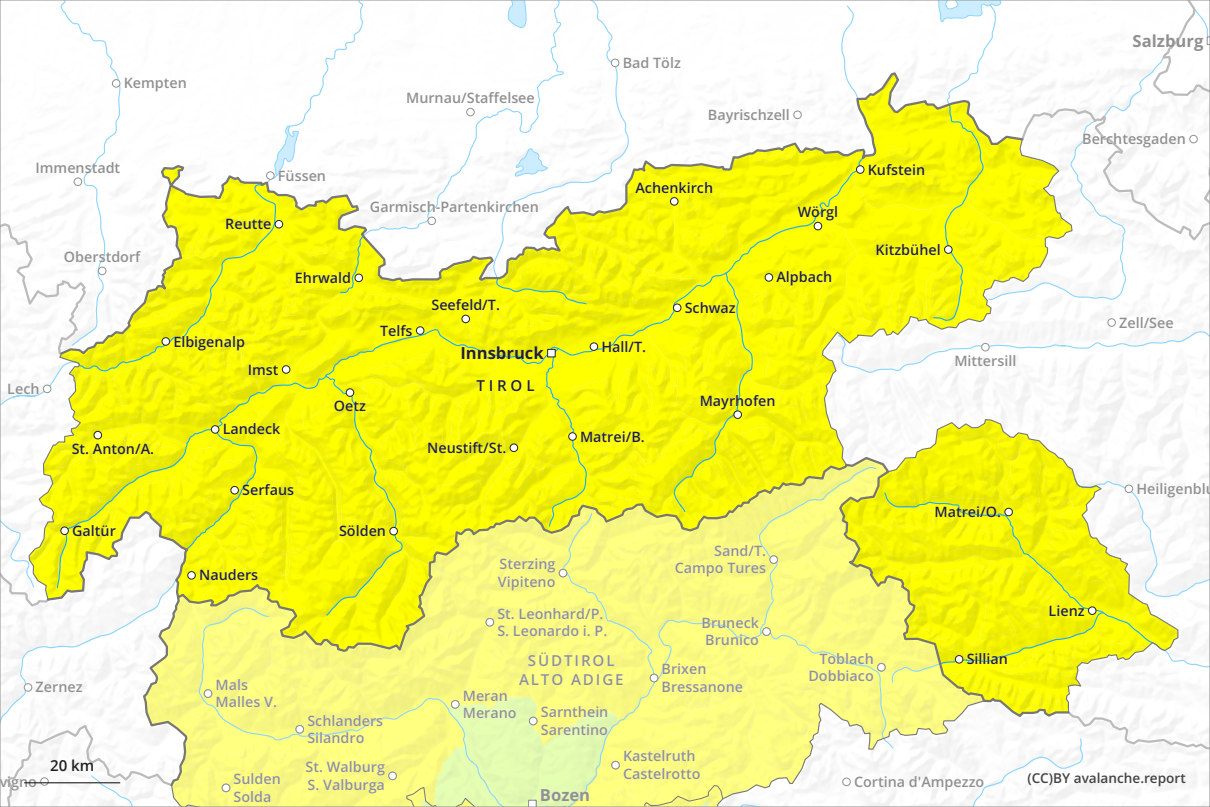 Salzburg
Bad Tölz
Kempten
Murnau/Staffelsee
Bayrischzell
Berchtesgaden
Immenstadt
Füssen
Kufstein
Achenkirch
Garmisch-Partenkirchen
Wörgl
Reutte
Kitzbühel
Oberstdorf
Ehrwald
Alpbach
Seefeld/T.
Schwaz
Zell/See
Telfs
Elbigenalp
Innsbruck
Hall/T.
Mittersill
Imst
TIROL
Lech
Oetz
Mayrhofen
Landeck
Matrei/B.
St. Anton/A.
Neustift/St.
Serfaus
Heiligenblu
Matrei/O.
Galtür
Sölden
Sand/T.
Campo Tures
Sterzing
Vipiteno
Nauders
Lienz
St. Leonhard/P.
S. Leonardo i. P.
Bruneck
Brunico
Sillian
SÜDTIROL
ALTO ADIGE
Toblach
Dobbiaco
Brixen
Bressanone
Zernez
Mals
Malles V.
Meran
Merano
Sarnthein
Sarentino
Schlanders
Silandro
Kastelruth
Castelrotto
20 km
St. Walburg
S. Valburga
vigno
Sulden
Solda
Cortina d'Ampezzo
(CC)BY avalanche.report
Bozen